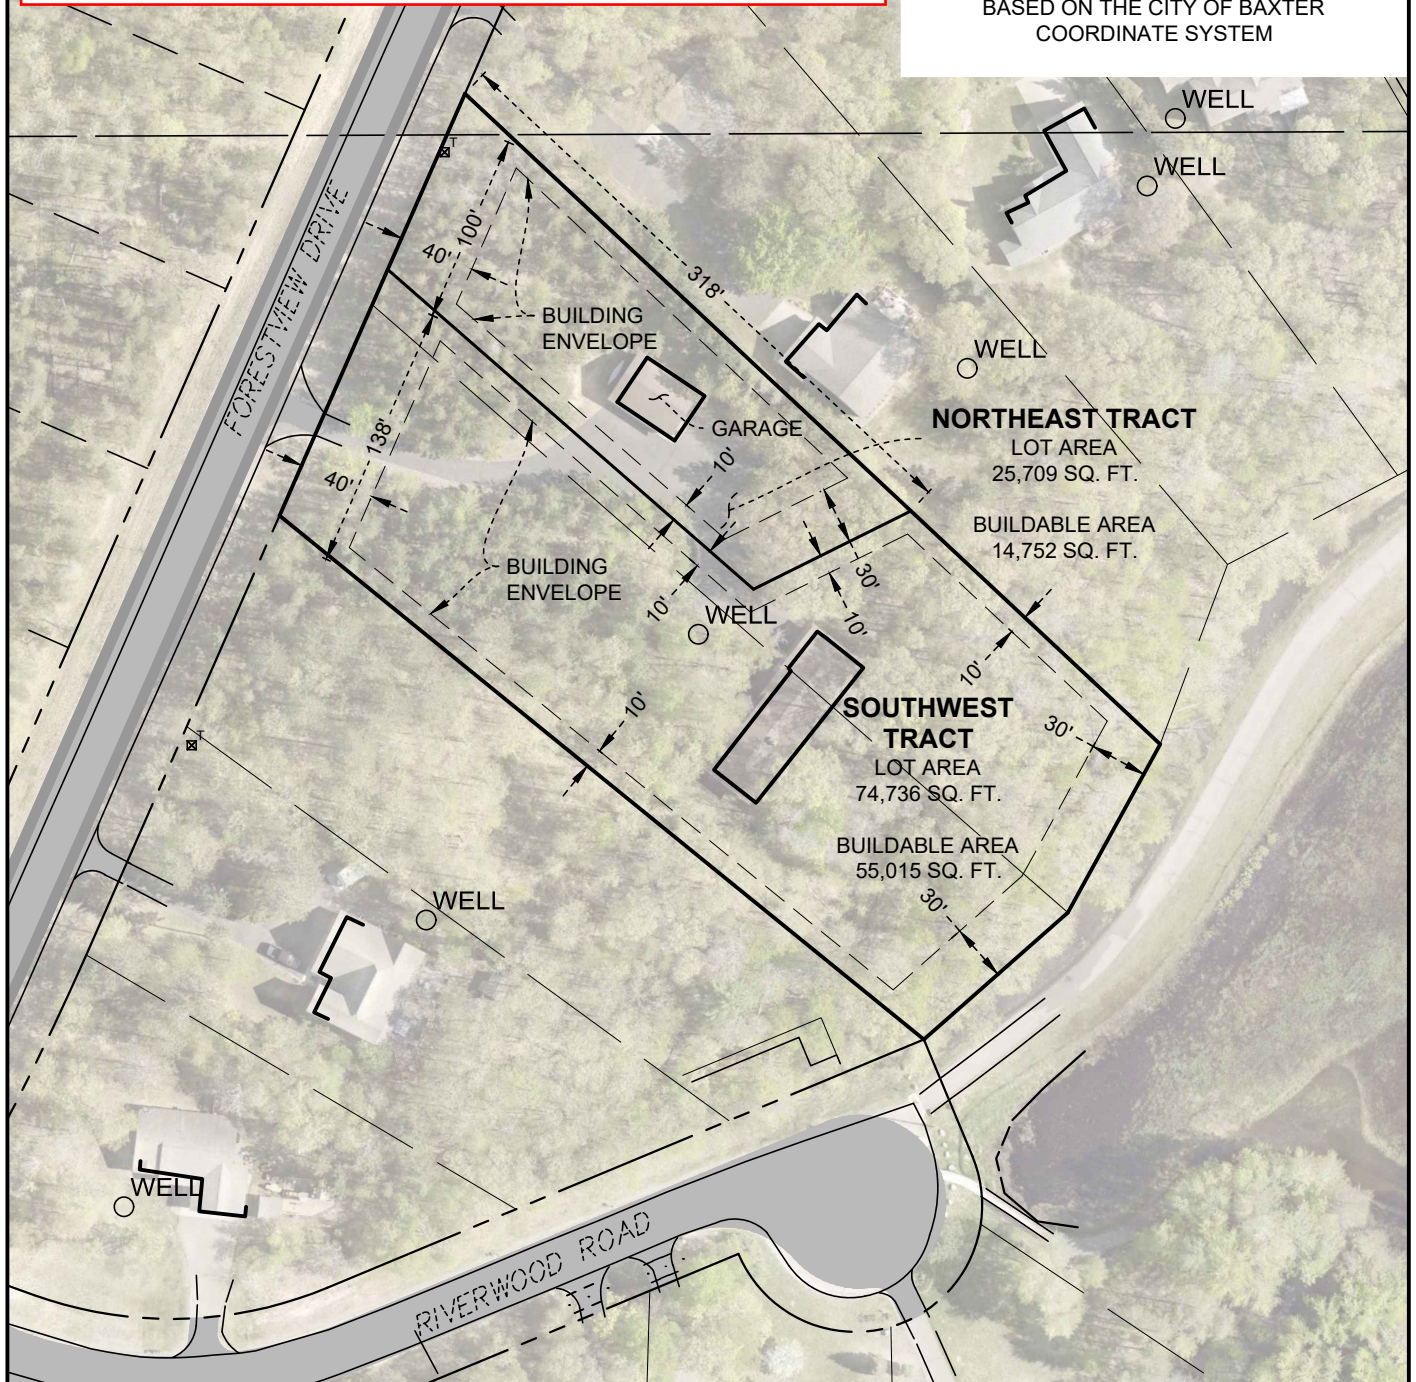 BASED ON THE CITY OF BAXTER
COORDINATE SYSTEM
WELL
WELL
T
FORESTVIEW DRIVE
100'
40'
318'
BUILDING
ENVELOPE
WELL
NORTHEAST TRACT
LOT AREA
25,709 SQ. FT.
BUILDABLE AREA
14,752 SQ. FT.
GARAGE
138'
10'
40'
BUILDING
ENVELOPE
30'
10'
10'
WELL
10'
10'
SOUTHWEST
TRACT
LOT AREA
74,736 SQ. FT.
30'
T
BUILDABLE AREA
55,015 SQ. FT.
30'
WELL
WELL
RIVERWOOD ROAD